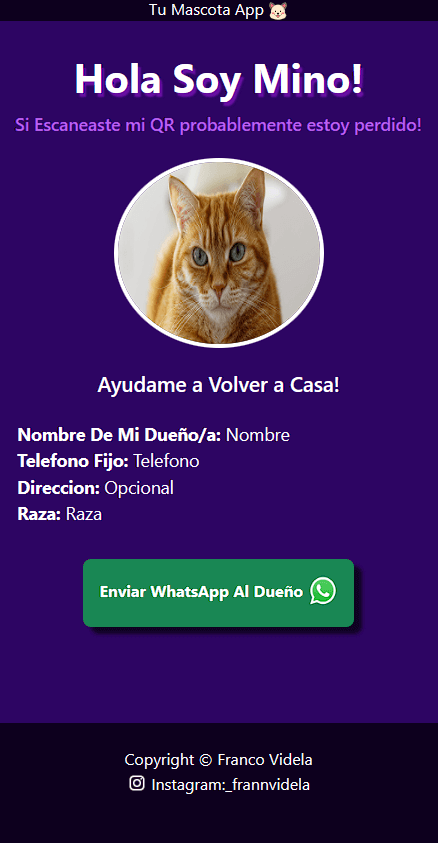 Tu Mascota App
Hola Soy Mino!
Si Escaneaste mi QR probablemente estoy perdido!
Ayudame a Volver a Casa!
Nombre De Mi Dueño/a: Nombre
Telefono Fijo: Telefono
Direccion: Opcional
Raza: Raza
Enviar WhatsApp Al Dueño
Copyright © Franco Videla
Instagram:_frannvidela